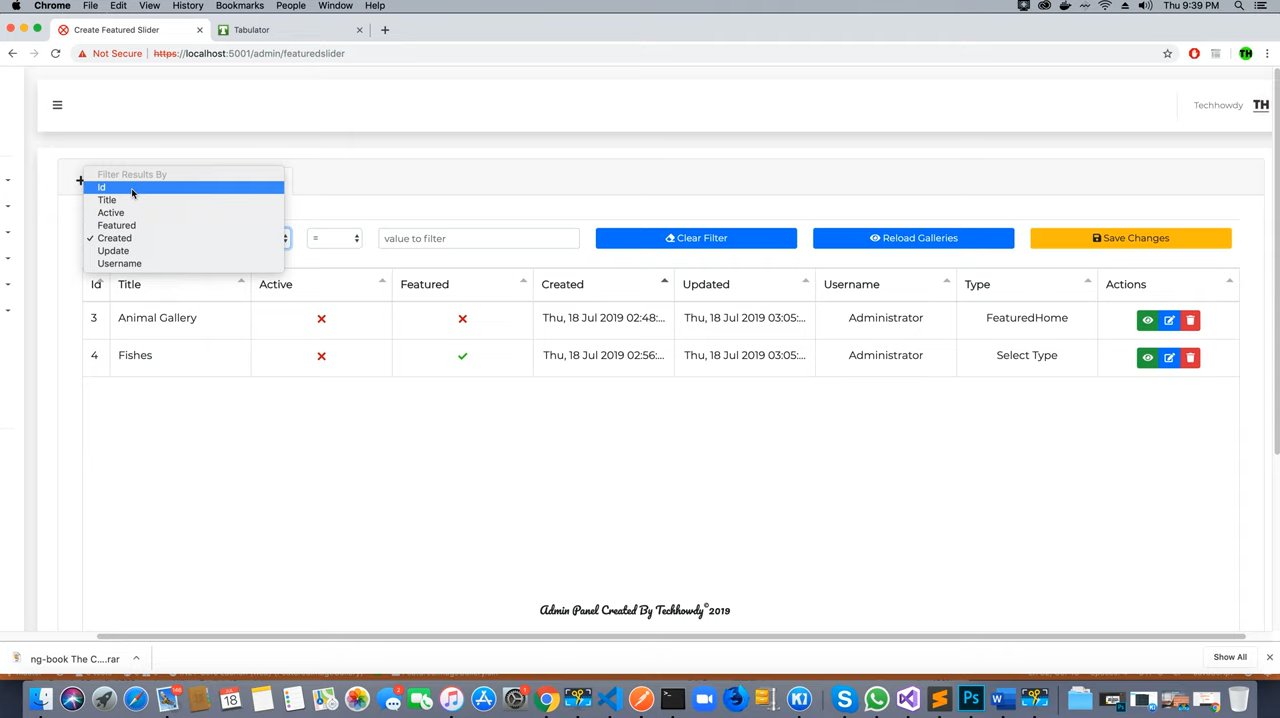 Chrome File Edit View History Bookmarks People Window Help Thu 9:39 PM
Create Featured Slider Tabulator
Not Secure https://localhost:5001/admin/featuredslider
Techhowdy TH
Filter Results By
Id
Title
Active
Featured
Created
Update
Username
= value to filter Clear Filter Reload Galleries Save Changes
Id Title Active Featured Created Updated Username Type Actions
3 Animal Gallery Thu, 18 Jul 2019 02:48:... Thu, 18 Jul 2019 03:05:... Administrator FeaturedHome
4 Fishes Thu, 18 Jul 2019 02:56:... Thu, 18 Jul 2019 03:05:... Administrator Select Type
Admin Panel Created By Techhowdy©2019
ng-book The C....rar Show All